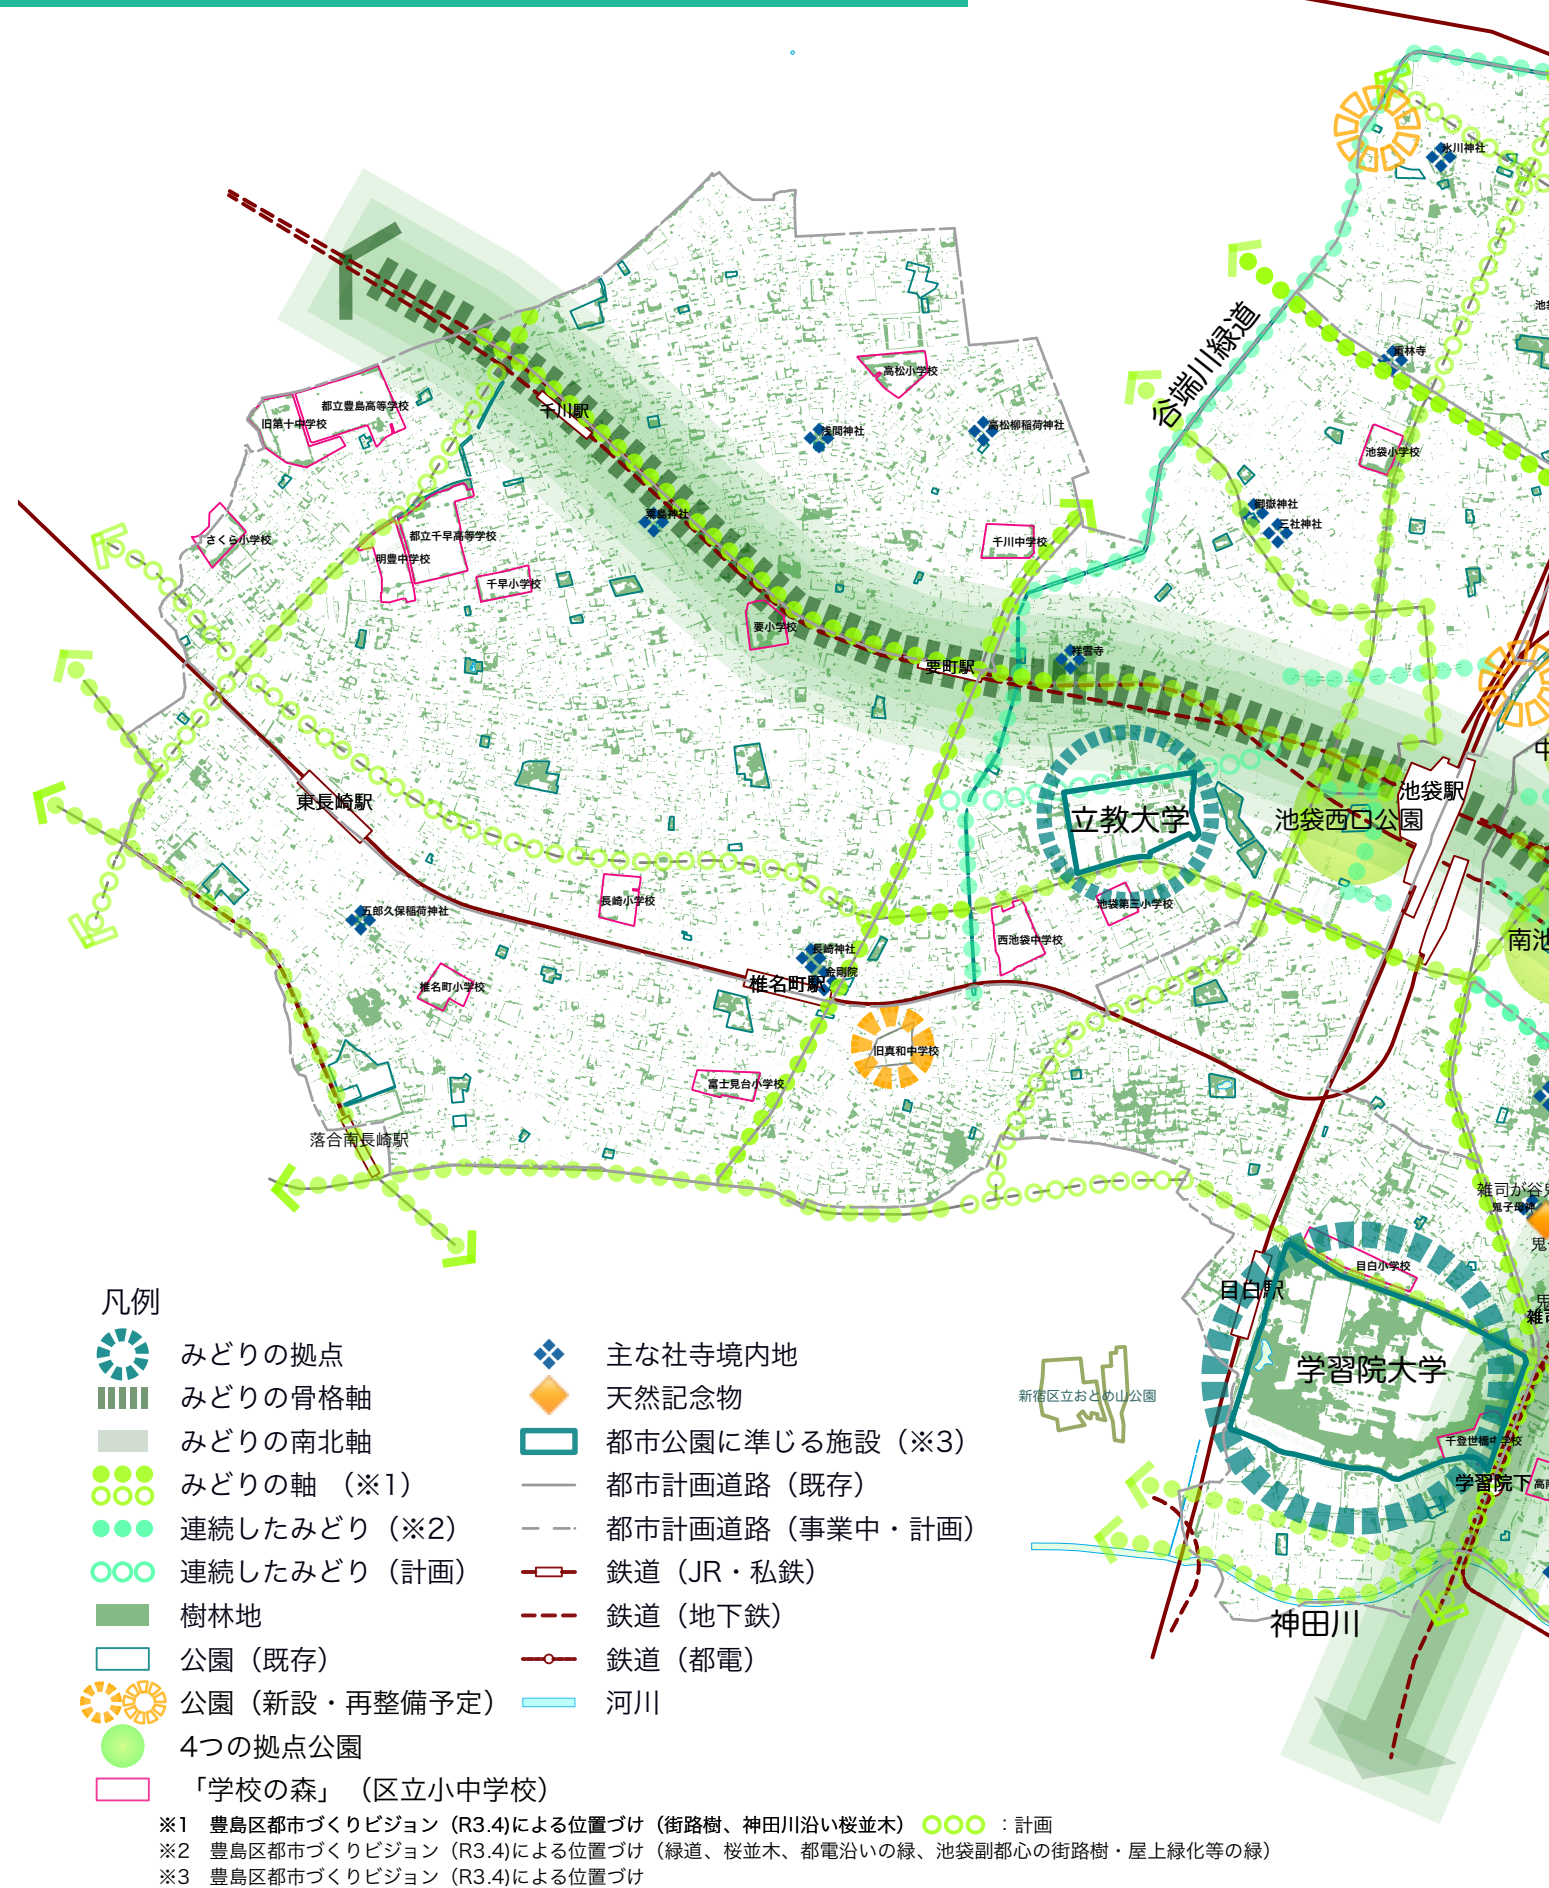 氷川神社
谷端川緑道
重林寺
高松小学校
都立豊島高等学校
旧第十中学校
千川駅
浅間神社
高松柳稲荷神社
池袋小学校
御嶽神社
三社神社
粟島神社
さくら小学校
都立千早高等学校
明豊中学校
千川中学校
千早小学校
要小学校
祥雲寺
要町駅
東長崎駅
池袋駅
立教大学
池袋西口公園
長崎小学校
池袋第三小学校
五郎久保稲荷神社
西池袋中学校
長崎神社
金剛院
椎名町駅
椎名町小学校
南池
旧真和中学校
富士見台小学校
落合南長崎駅
雑司が谷
鬼子母神
目白小学校
目白駅
学習院大学
新宿区立おとめ山公園
千登世橋中学校
学習院下
神田川
凡例
みどりの拠点
みどりの骨格軸
みどりの南北軸
みどりの軸 （※1）
連続したみどり（※2）
連続したみどり（計画）
樹林地
公園（既存）
公園（新設・再整備予定）
4つの拠点公園
「学校の森」（区立小中学校）
主な社寺境内地
天然記念物
都市公園に準じる施設（※3）
都市計画道路（既存）
都市計画道路（事業中・計画）
鉄道（JR・私鉄）
鉄道（地下鉄）
鉄道（都電）
河川
※1　豊島区都市づくりビジョン（R3.4)による位置づけ（街路樹、神田川沿い桜並木） ：計画
※2　豊島区都市づくりビジョン（R3.4)による位置づけ（緑道、桜並木、都電沿いの緑、池袋副都心の街路樹・屋上緑化等の緑）
※3　豊島区都市づくりビジョン（R3.4)による位置づけ